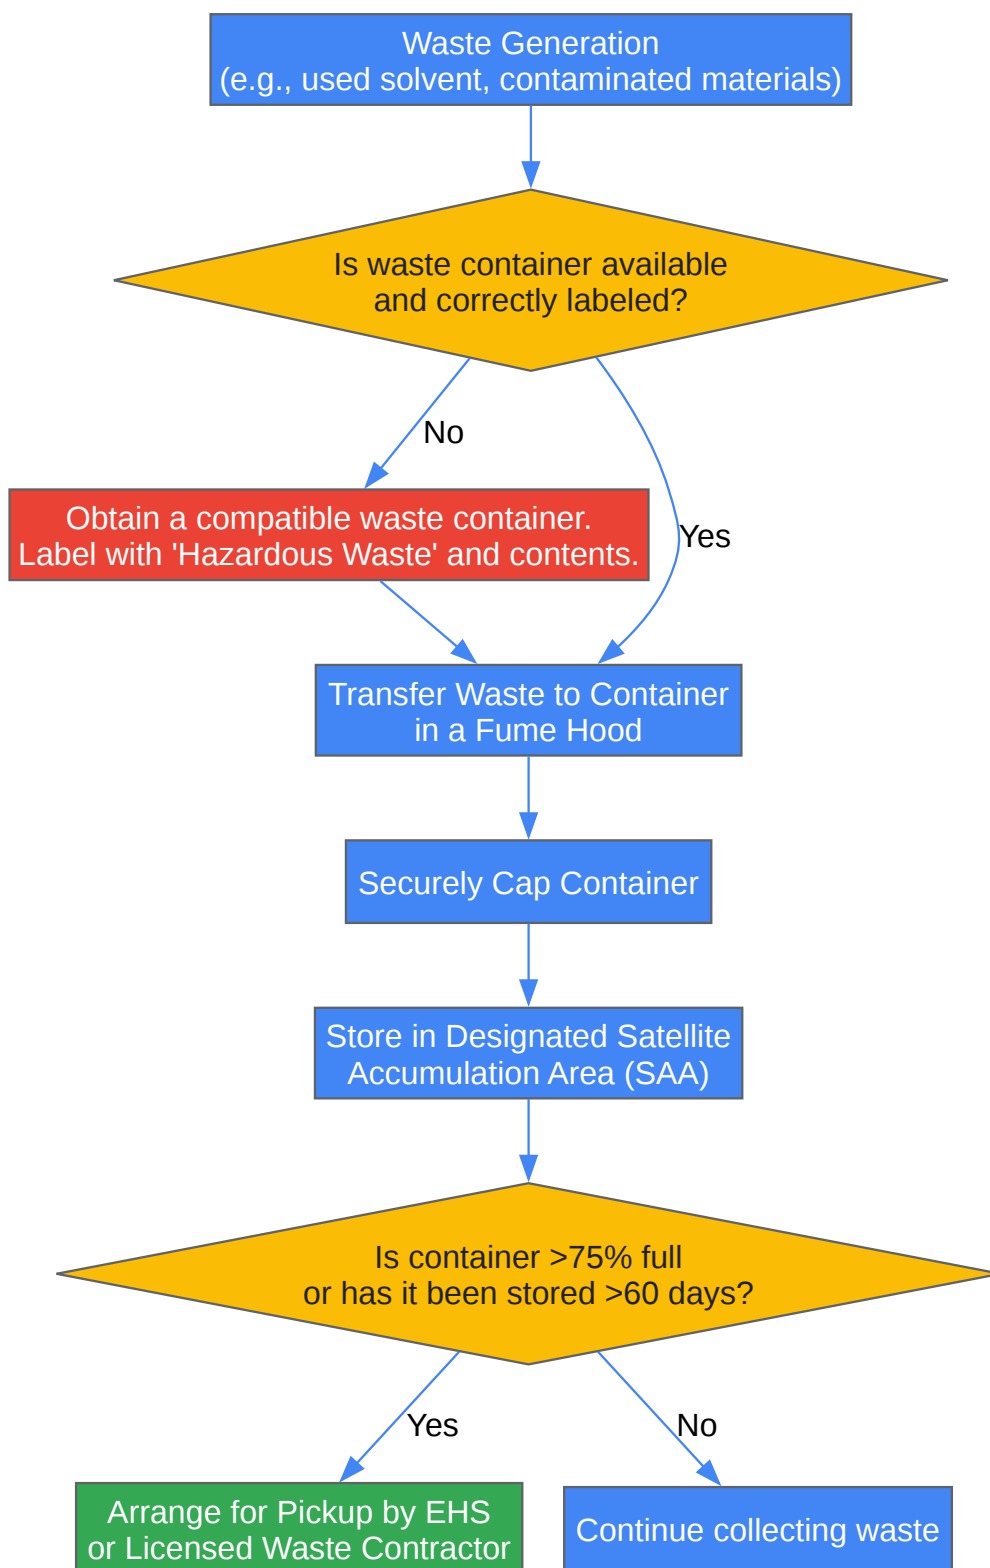 Waste Generation
(e.g., used solvent, contaminated materials)
Is waste container available
and correctly labeled?
No
Yes
Obtain a compatible waste container.
Label with 'Hazardous Waste' and contents.
Transfer Waste to Container
in a Fume Hood
Securely Cap Container
Store in Designated Satellite
Accumulation Area (SAA)
Is container >75% full
or has it been stored >60 days?
Yes
No
Arrange for Pickup by EHS
or Licensed Waste Contractor
Continue collecting waste